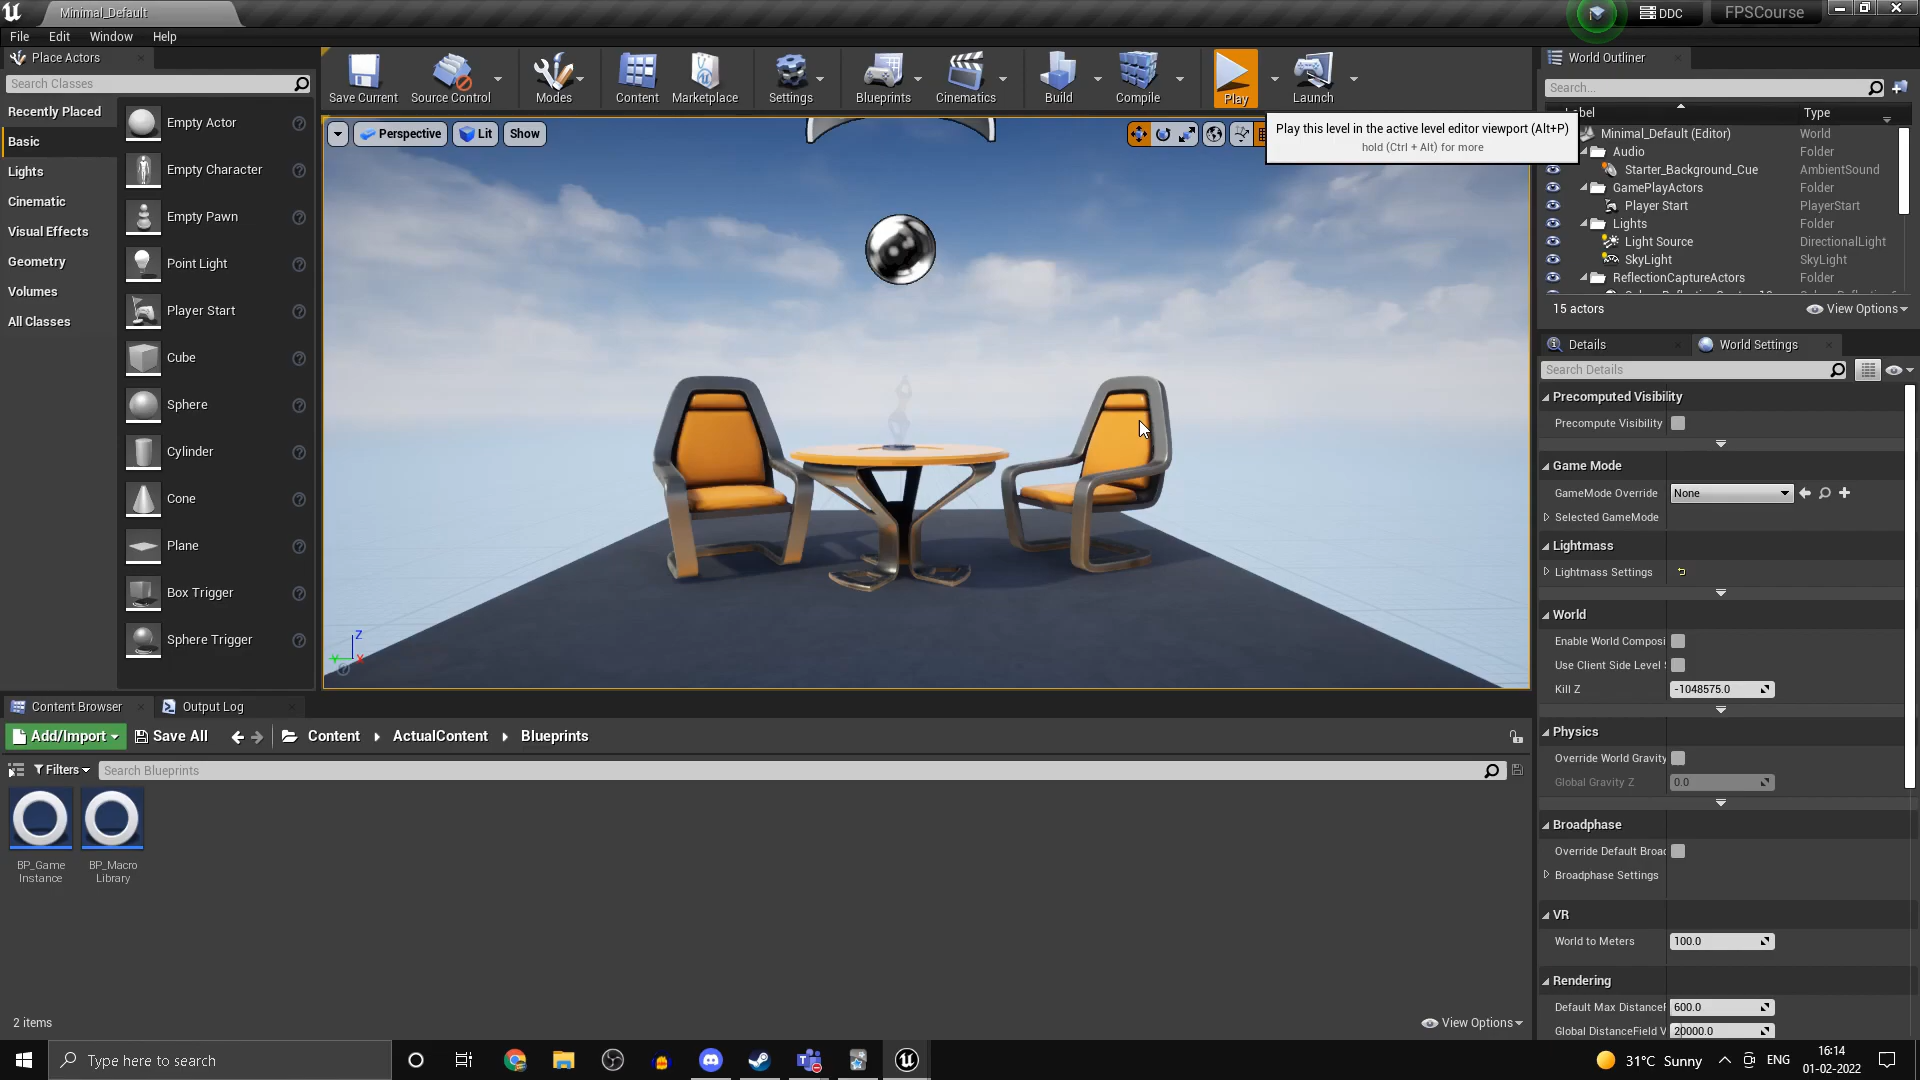 Minimal_Default
DDC
FPSCourse
File Edit Window Help
Place Actors
Search Classes
Recently Placed
Basic
Lights
Cinematic
Visual Effects
Geometry
Volumes
All Classes
Empty Actor
Empty Character
Empty Pawn
Point Light
Player Start
Cube
Sphere
Cylinder
Cone
Plane
Box Trigger
Sphere Trigger
Save Current
Source Control
Modes
Content
Marketplace
Settings
Blueprints
Cinematics
Build
Compile
Play
Launch
Perspective
Lit
Show
Play this level in the active level editor viewport (Alt+P)
hold (Ctrl + Alt) for more
Z
Y
X
World Outliner
Search...
Label Type
Minimal_Default (Editor) World
Audio Folder
Starter_Background_Cue AmbientSound
GamePlayActors Folder
Player Start PlayerStart
Lights Folder
Light Source DirectionalLight
SkyLight SkyLight
ReflectionCaptureActors Folder
15 actors
View Options
Details
World Settings
Search Details
Precomputed Visibility
Precompute Visibility
Game Mode
GameMode Override None
Selected GameMode
Lightmass
Lightmass Settings
World
Enable World Composi
Use Client Side Level
Kill Z -1048575.0
Physics
Override World Gravity
Global Gravity Z 0.0
Broadphase
Override Default Broad
Broadphase Settings
VR
World to Meters 100.0
Rendering
Default Max DistanceF 600.0
Global DistanceField V 20000.0
Content Browser
Output Log
Add/Import
Save All
Content
ActualContent
Blueprints
Filters
Search Blueprints
BP_Game
Instance
BP_Macro
Library
2 items
View Options
Type here to search
31°C Sunny
ENG
16:14
01-02-2022